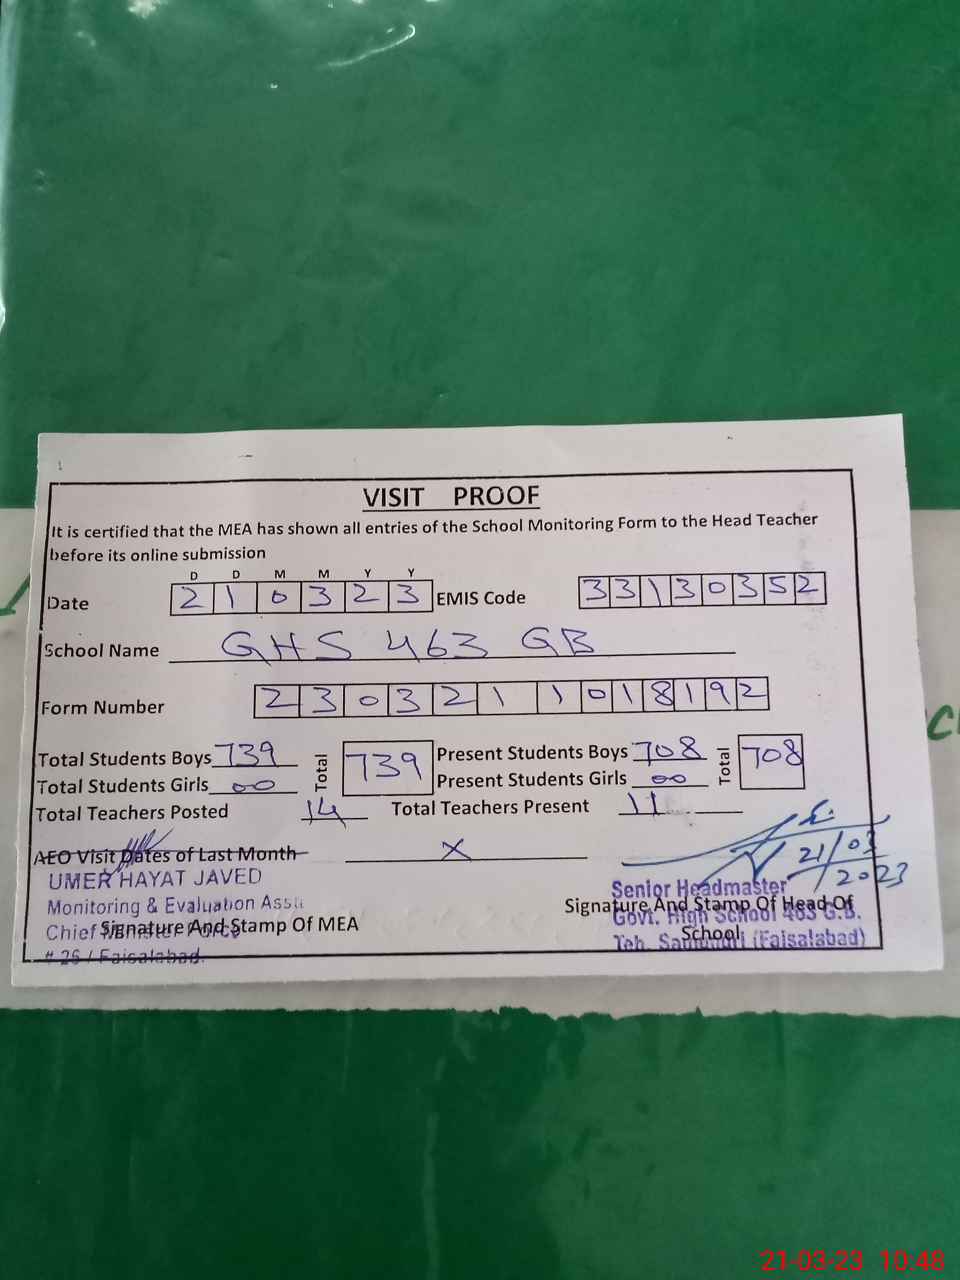 VISIT PROOF
It is certified that the MEA has shown all entries of the School Monitoring Form to the Head Teacher
before its online submission
D D M M Y Y
Date 2 1 0 3 2 3 EMIS Code 3 3 1 3 0 3 5 2
School Name GHS 463 GB
Form Number 2 3 0 3 2 1 1 0 1 8 1 9 2
Total Students Boys 739 Total 739 Present Students Boys 708 Total 708
Total Students Girls 00 Present Students Girls 00
Total Teachers Posted 14 Total Teachers Present 11
AEO Visit Dates of Last Month X
21/03
2023
UMER HAYAT JAVED
Monitoring & Evaluation Assit
Chief Minister Force
# 26 / Faisalabad.
Signature And Stamp Of MEA
Senior Headmaster
Govt. High School 463 G.B.
Teh. (Faisalabad)
Signature And Stamp Of Head Of
School
21-03-23 10:48